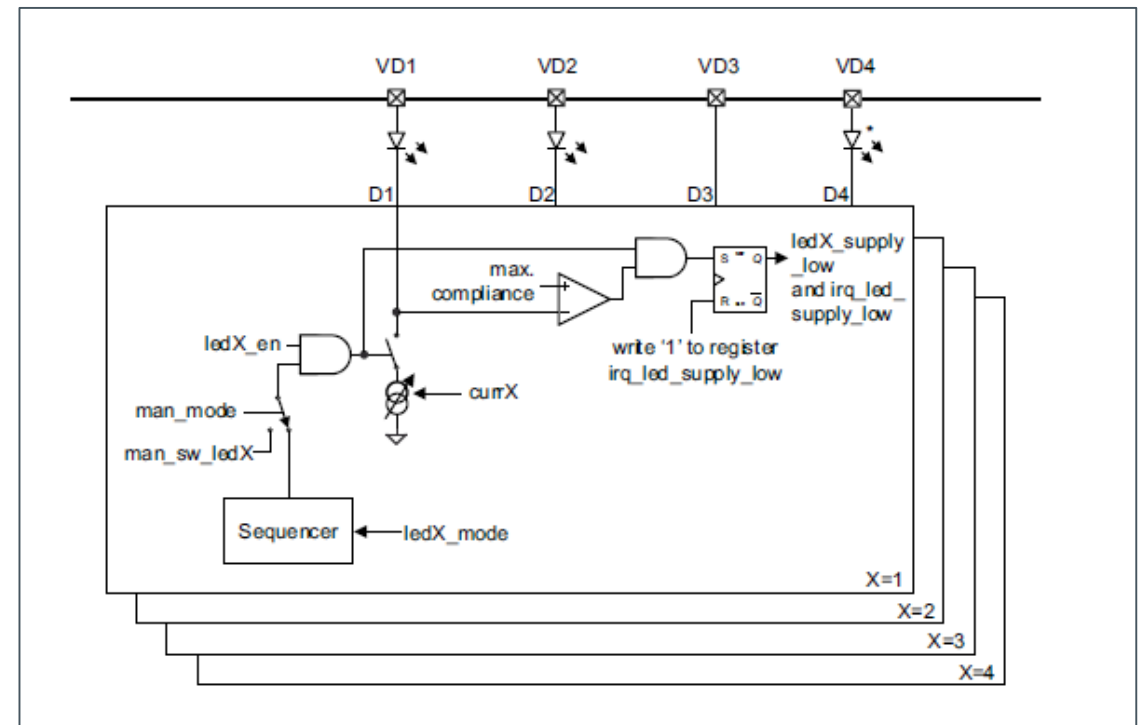 VD1 VD2 VD3 VD4
*
D1 D2 D3 D4
ledX_supply
_low
and irq_led_
supply_low
max.
compliance
+
−
S Q
R Q
write '1' to register
irq_led_supply_low
ledX_en
currX
man_mode
man_sw_ledX
Sequencer
ledX_mode
X=1
X=2
X=3
X=4